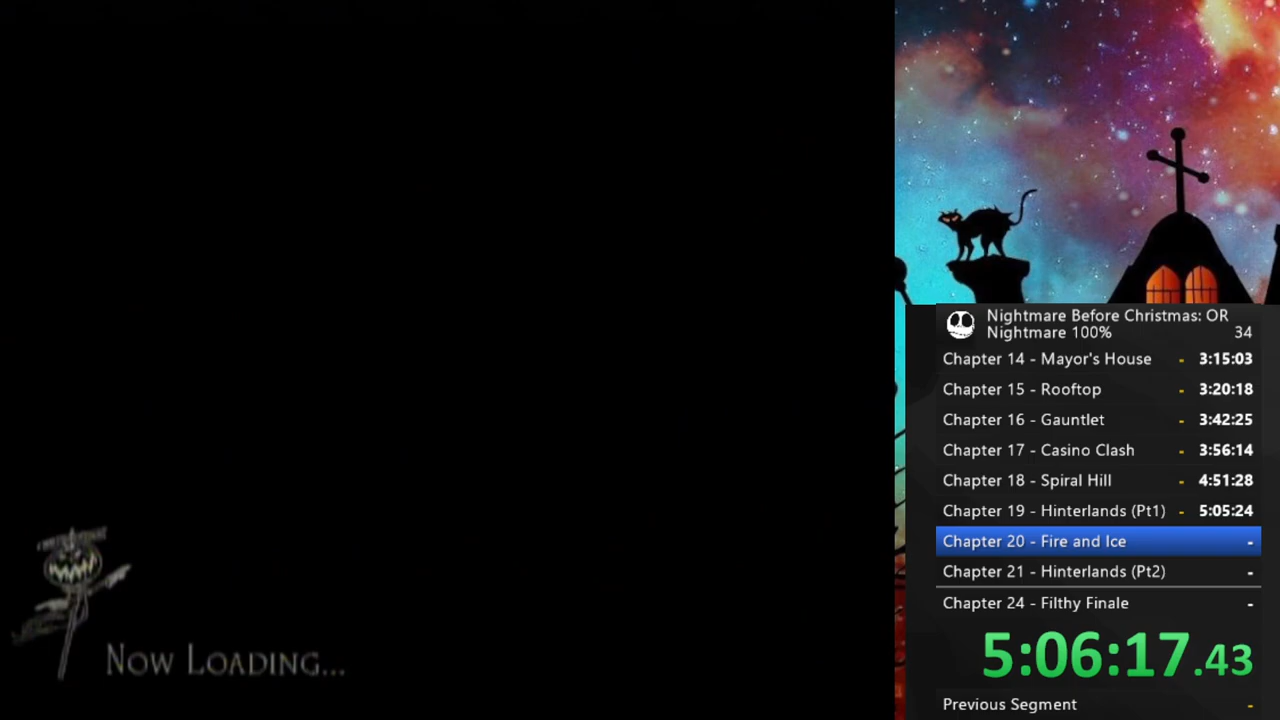 Now Loading...
Nightmare Before Christmas: OR
Nightmare 100% 34
Chapter 14 - Mayor's House - 3:15:03
Chapter 15 - Rooftop - 3:20:18
Chapter 16 - Gauntlet - 3:42:25
Chapter 17 - Casino Clash - 3:56:14
Chapter 18 - Spiral Hill - 4:51:28
Chapter 19 - Hinterlands (Pt1) - 5:05:24
Chapter 20 - Fire and Ice -
Chapter 21 - Hinterlands (Pt2) -
Chapter 24 - Filthy Finale -
5:06:17.43
Previous Segment -